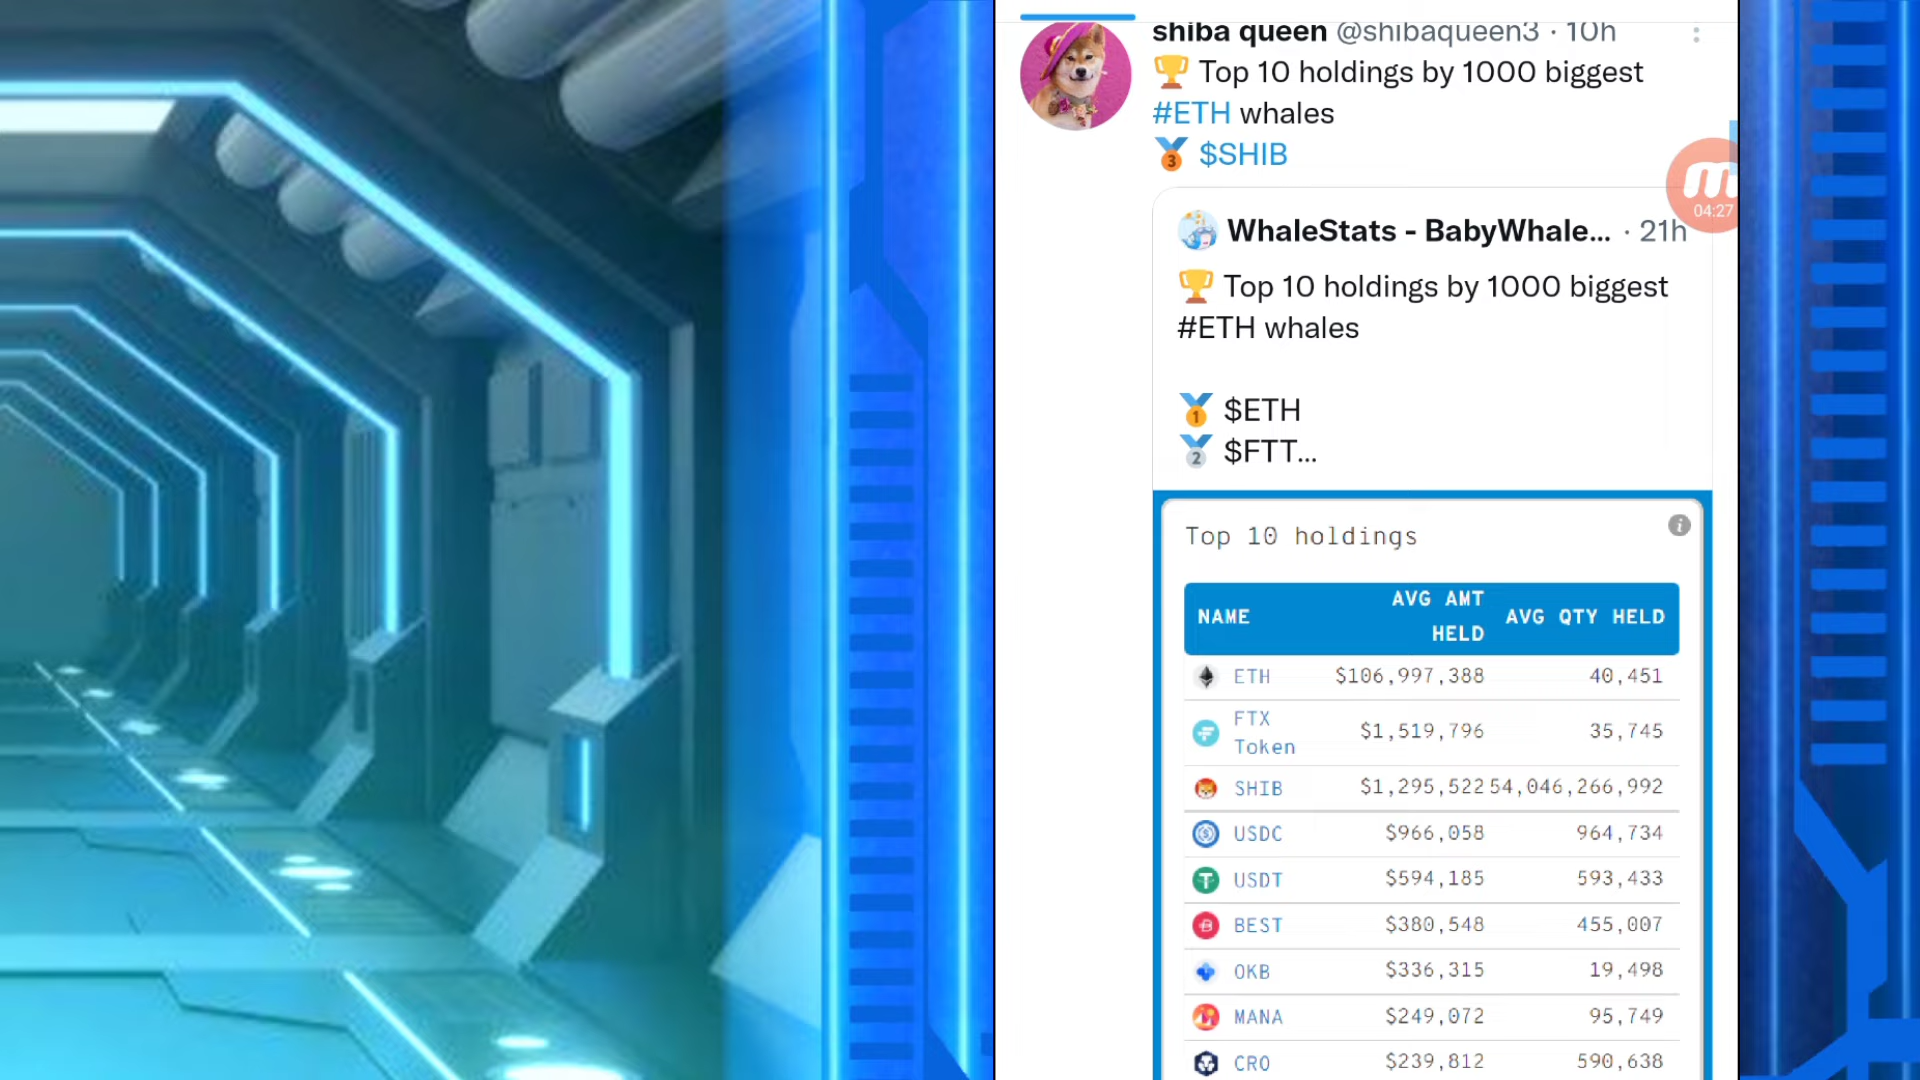 shiba queen @shibaqueen3 · 10h
🏆 Top 10 holdings by 1000 biggest
#ETH whales
🥉 $SHIB
04:27
WhaleStats - BabyWhale... · 21h
🏆 Top 10 holdings by 1000 biggest
#ETH whales
🥇 $ETH
🥈 $FTT...
Top 10 holdings
NAME AVG AMT HELD AVG QTY HELD
ETH $106,997,388 40,451
FTX Token $1,519,796 35,745
SHIB $1,295,522 54,046,266,992
USDC $966,058 964,734
USDT $594,185 593,433
BEST $380,548 455,007
OKB $336,315 19,498
MANA $249,072 95,749
CRO $239,812 590,638